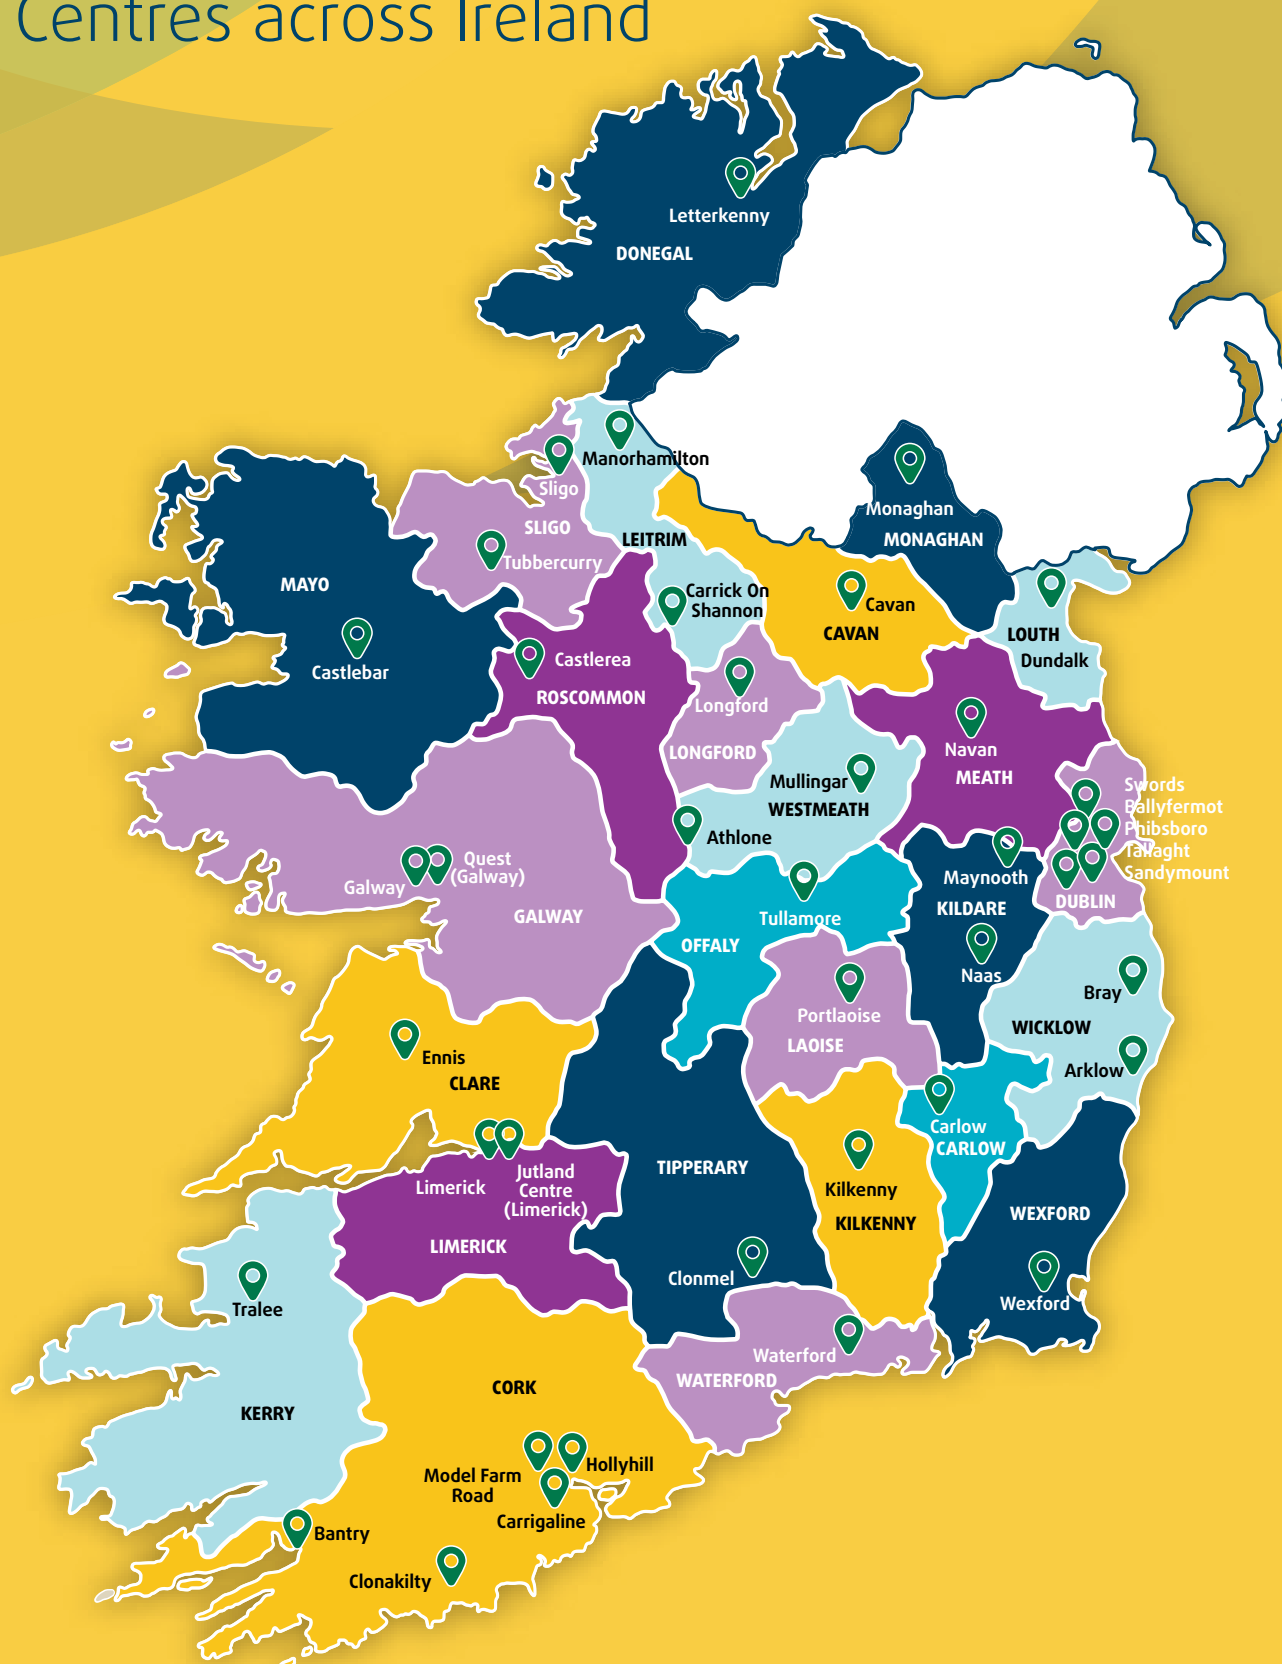 Centres across Ireland
Letterkenny
DONEGAL
Manorhamilton
Sligo
SLIGO
LEITRIM
Tubbercurry
Monaghan
MONAGHAN
MAYO
Castlebar
Carrick On
Shannon
Cavan
CAVAN
LOUTH
Dundalk
Castlerea
ROSCOMMON
Longford
LONGFORD
Navan
MEATH
Mullingar
WESTMEATH
Athlone
Swords
Ballyfermot
Phibsboro
Tallaght
Sandymount
DUBLIN
Quest
(Galway)
Galway
GALWAY
Maynooth
KILDARE
Naas
Tullamore
OFFALY
Portlaoise
LAOISE
Bray
WICKLOW
Arklow
Ennis
CLARE
Carlow
CARLOW
Limerick
Jutland
Centre
(Limerick)
LIMERICK
TIPPERARY
Clonmel
Kilkenny
KILKENNY
WEXFORD
Wexford
Tralee
KERRY
Waterford
WATERFORD
CORK
Model Farm
Road
Hollyhill
Carrigaline
Bantry
Clonakilty